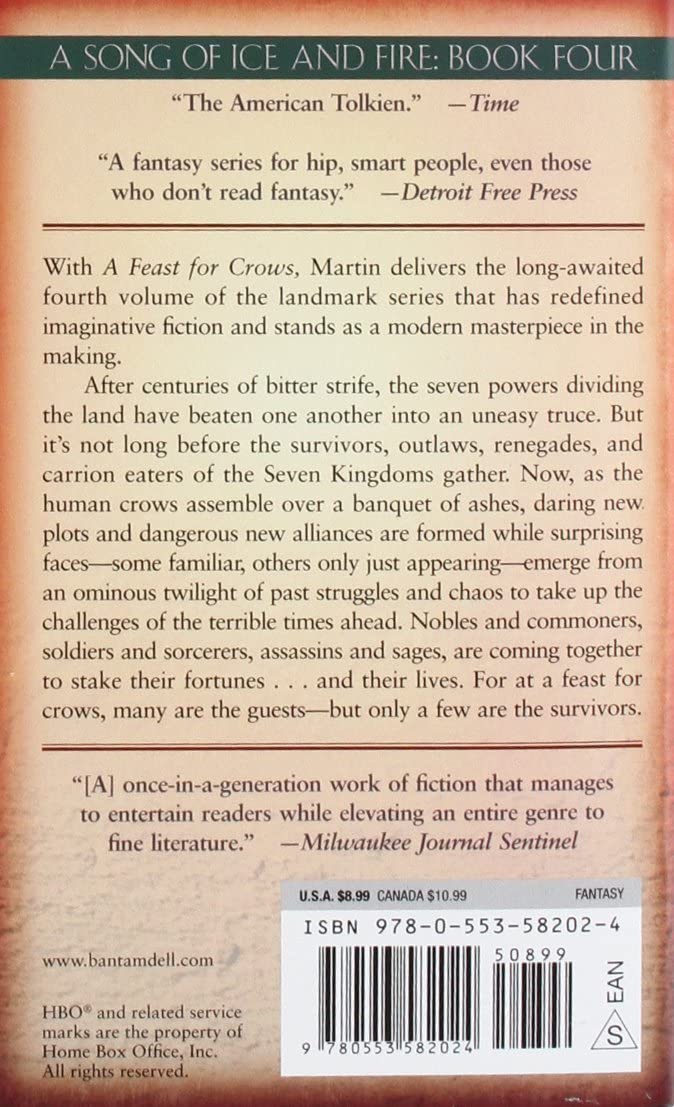 A SONG OF ICE AND FIRE: BOOK FOUR
“The American Tolkien.” —Time
“A fantasy series for hip, smart people, even those
who don’t read fantasy.” —Detroit Free Press
With A Feast for Crows, Martin delivers the long-awaited
fourth volume of the landmark series that has redefined
imaginative fiction and stands as a modern masterpiece in the
making.
After centuries of bitter strife, the seven powers dividing
the land have beaten one another into an uneasy truce. But
it’s not long before the survivors, outlaws, renegades, and
carrion eaters of the Seven Kingdoms gather. Now, as the
human crows assemble over a banquet of ashes, daring new
plots and dangerous new alliances are formed while surprising
faces—some familiar, others only just appearing—emerge from
an ominous twilight of past struggles and chaos to take up the
challenges of the terrible times ahead. Nobles and commoners,
soldiers and sorcerers, assassins and sages, are coming together
to stake their fortunes . . . and their lives. For at a feast for
crows, many are the guests—but only a few are the survivors.
“[A] once-in-a-generation work of fiction that manages
to entertain readers while elevating an entire genre to
fine literature.” —Milwaukee Journal Sentinel
U.S.A. $8.99 CANADA $10.99 FANTASY
ISBN 978-0-553-58202-4
50899
9 780553 582024
EAN
S
www.bantamdell.com
HBO® and related service
marks are the property of
Home Box Office, Inc.
All rights reserved.